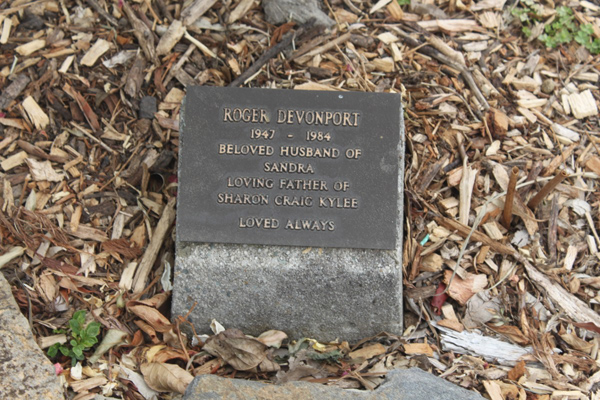 ROGER DEVONPORT
1947 - 1984
BELOVED HUSBAND OF
SANDRA
LOVING FATHER OF
SHARON CRAIG KYLEE
LOVED ALWAYS